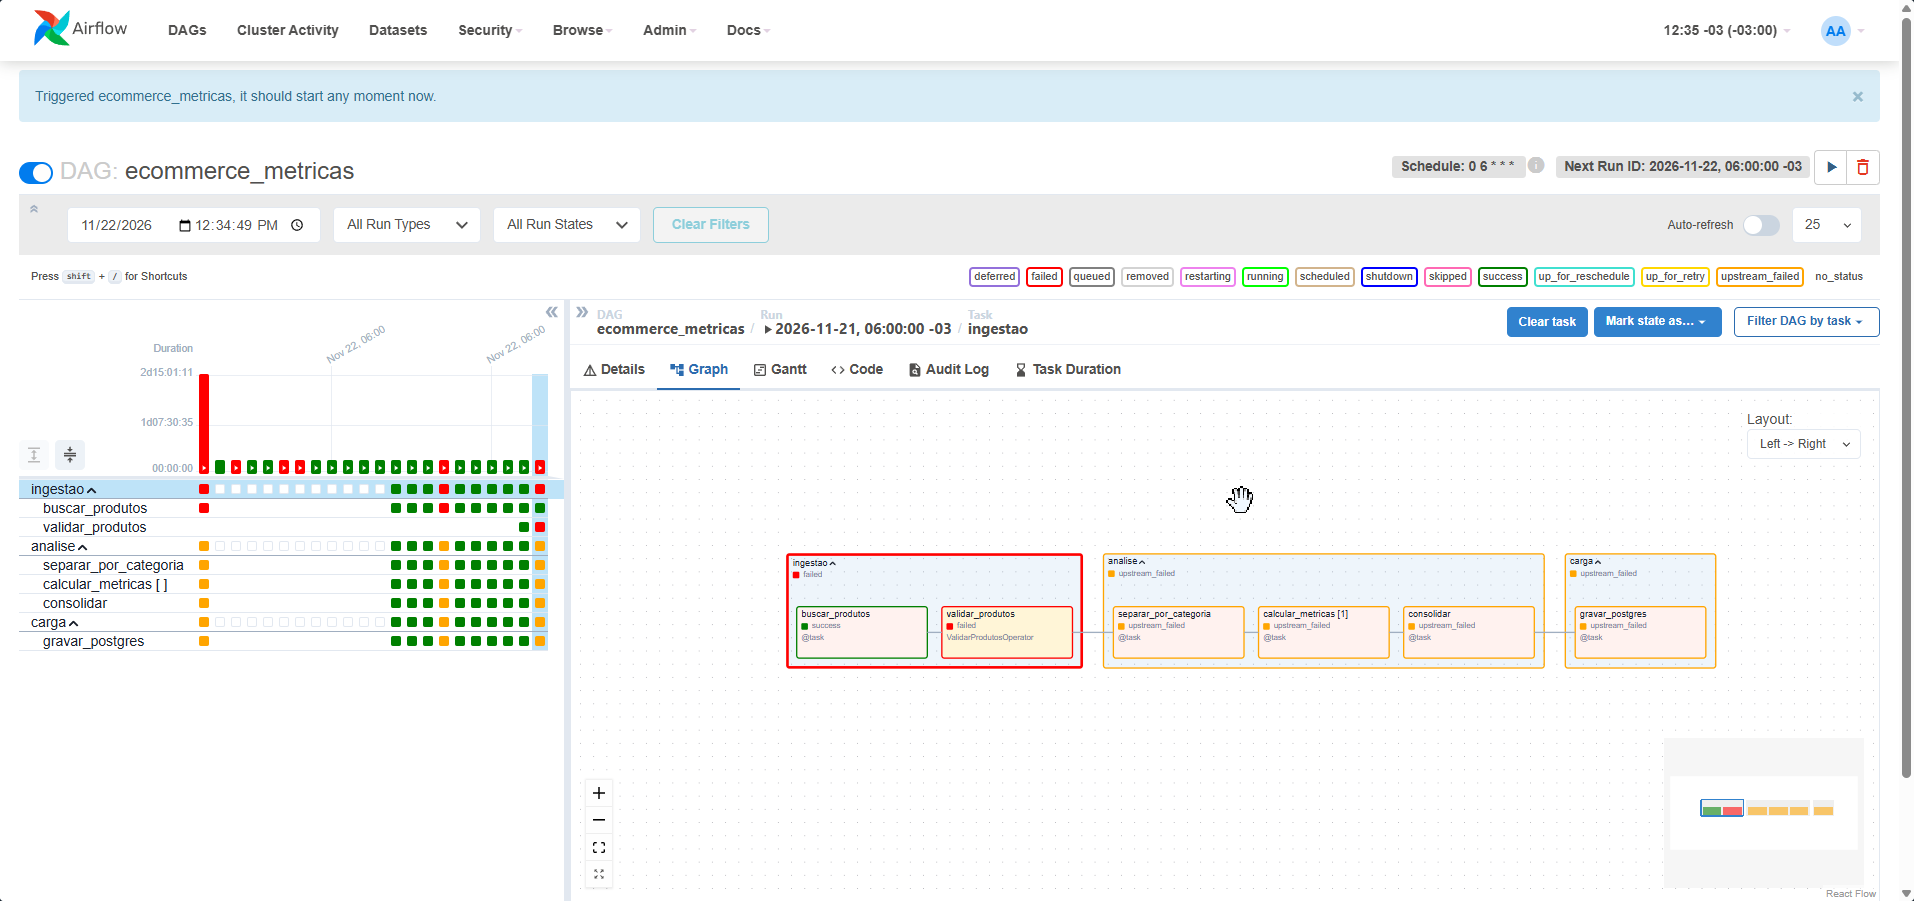 Airflow
DAGs
Cluster Activity
Datasets
Security
Browse
Admin
Docs
12:35 -03 (-03:00)
AA
Triggered ecommerce_metricas, it should start any moment now.
×
DAG: ecommerce_metricas
Schedule: 0 6 * * *
i
Next Run ID: 2026-11-22, 06:00:00 -03
11/22/2026
12:34:49 PM
All Run Types
All Run States
Clear Filters
Auto-refresh
25
Press shift + / for Shortcuts
deferred
failed
queued
removed
restarting
running
scheduled
shutdown
skipped
success
up_for_reschedule
up_for_retry
upstream_failed
no_status
Duration
2d15:01:11
1d07:30:35
00:00:00
Nov 22, 06:00
Nov 22, 06:00
ingestao
buscar_produtos
validar_produtos
analise
separar_por_categoria
calcular_metricas [ ]
consolidar
carga
gravar_postgres
DAG
ecommerce_metricas
/
Run
2026-11-21, 06:00:00 -03
/
Task
ingestao
Clear task
Mark state as...
Filter DAG by task
Details
Graph
Gantt
Code
Audit Log
Task Duration
Layout:
Left -> Right
ingestao
failed
buscar_produtos
success
@task
validar_produtos
failed
ValidarProdutosOperator
analise
upstream_failed
separar_por_categoria
upstream_failed
@task
calcular_metricas [1]
upstream_failed
@task
consolidar
upstream_failed
@task
carga
upstream_failed
gravar_postgres
upstream_failed
@task
React Flow